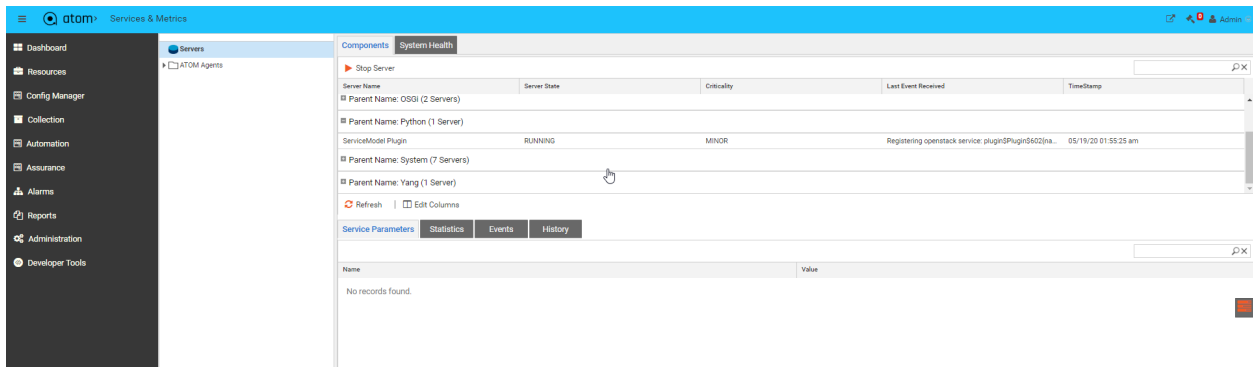 atom Services & Metrics 0 Admin
Dashboard
Resources
Config Manager
Collection
Automation
Assurance
Alarms
Reports
Administration
Developer Tools
Servers
ATOM Agents
Components System Health
Stop Server
Server Name Server State Criticality Last Event Received TimeStamp
Parent Name: OSGi (2 Servers)
Parent Name: Python (1 Server)
ServiceModel Plugin RUNNING MINOR Registering openstack service: plugin$Plugin$602(na... 05/19/20 01:55:25 am
Parent Name: System (7 Servers)
Parent Name: Yang (1 Server)
Refresh | Edit Columns
Service Parameters Statistics Events History
Name Value
No records found.